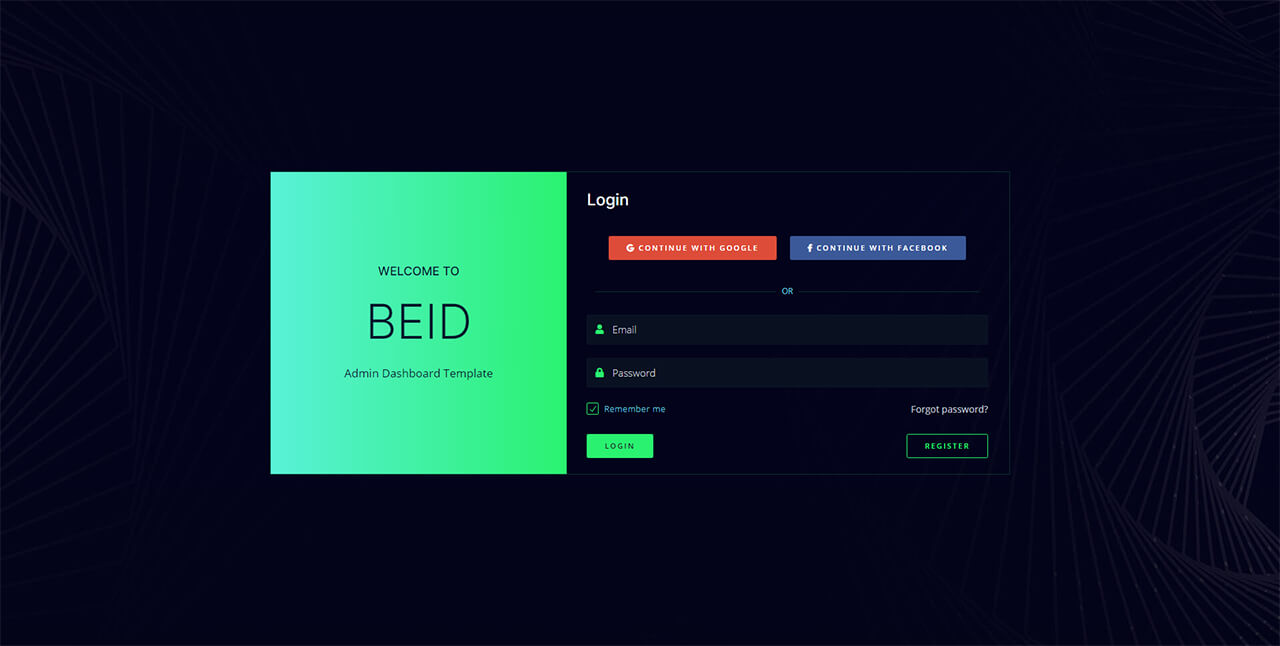 WELCOME TO
BEID
Admin Dashboard Template
Login
CONTINUE WITH GOOGLE
CONTINUE WITH FACEBOOK
OR
Email
Password
Remember me
Forgot password?
LOGIN
REGISTER